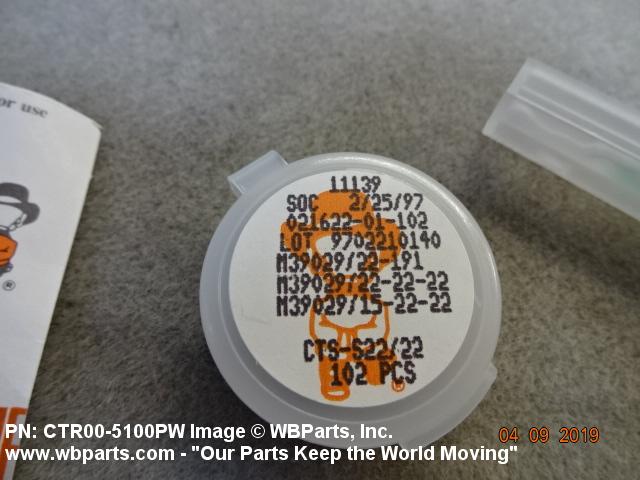 or use
®
11139
SOC 2/25/97
021622-01-102
LOT 9702210140
M39029/22-191
M39029/22-22-22
M39029/15-22-22
CTS-S22/22
102 PCS
®
PN: CTR00-5100PW Image © WBParts, Inc.
04 09 2019
www.wbparts.com - "Our Parts Keep the World Moving"